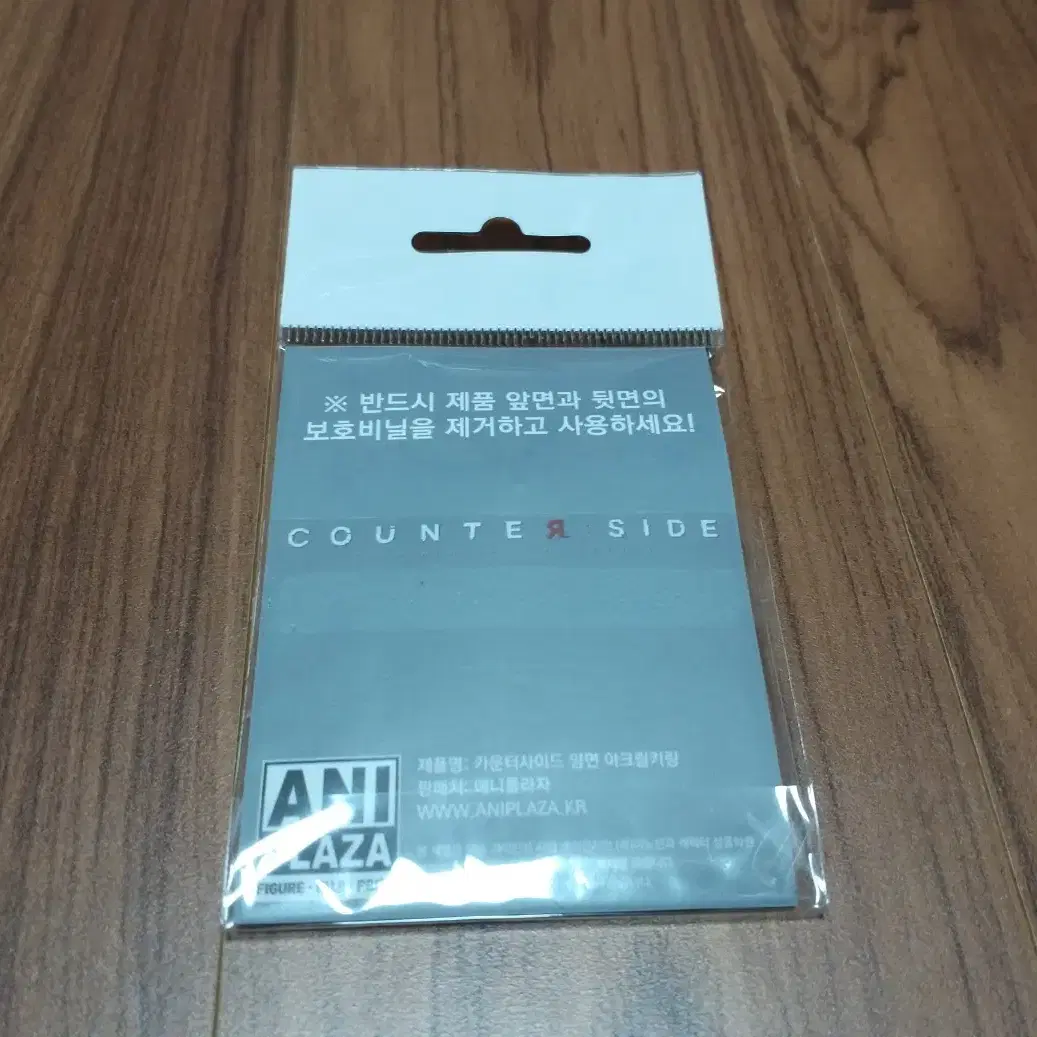 ※ 반드시 제품 앞면과 뒷면의
보호비닐을 제거하고 사용하세요!
COUNTEЯ SIDE
ANI
PLAZA
FIGURE
제품명: 카운터사이드 양면 아크릴키링
판매처: 애니플라자
WWW.ANIPLAZA.KR